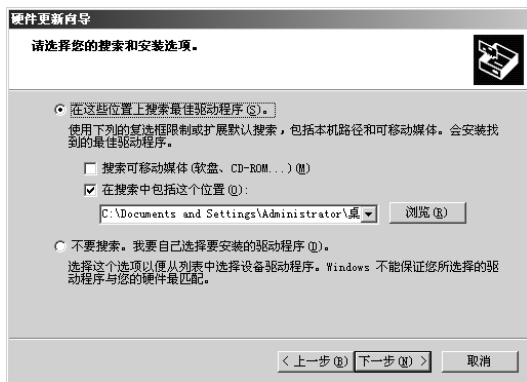 硬件更新向导
请选择您的搜索和安装选项。
在这些位置上搜索最佳驱动程序(S)。
使用下列的复选框限制或扩展默认搜索，包括本机路径和可移动媒体。会安装找
到的最佳驱动程序。
搜索可移动媒体(软盘、CD-ROM...)(M)
在搜索中包括这个位置(O):
C:\Documents and Settings\Administrator\桌
浏览(R)
不要搜索。我要自己选择要安装的驱动程序(D)。
选择这个选项以便从列表中选择设备驱动程序。Windows 不能保证您所选择的驱
动程序与您的硬件最匹配。
< 上一步(B) 下一步(N) > 取消